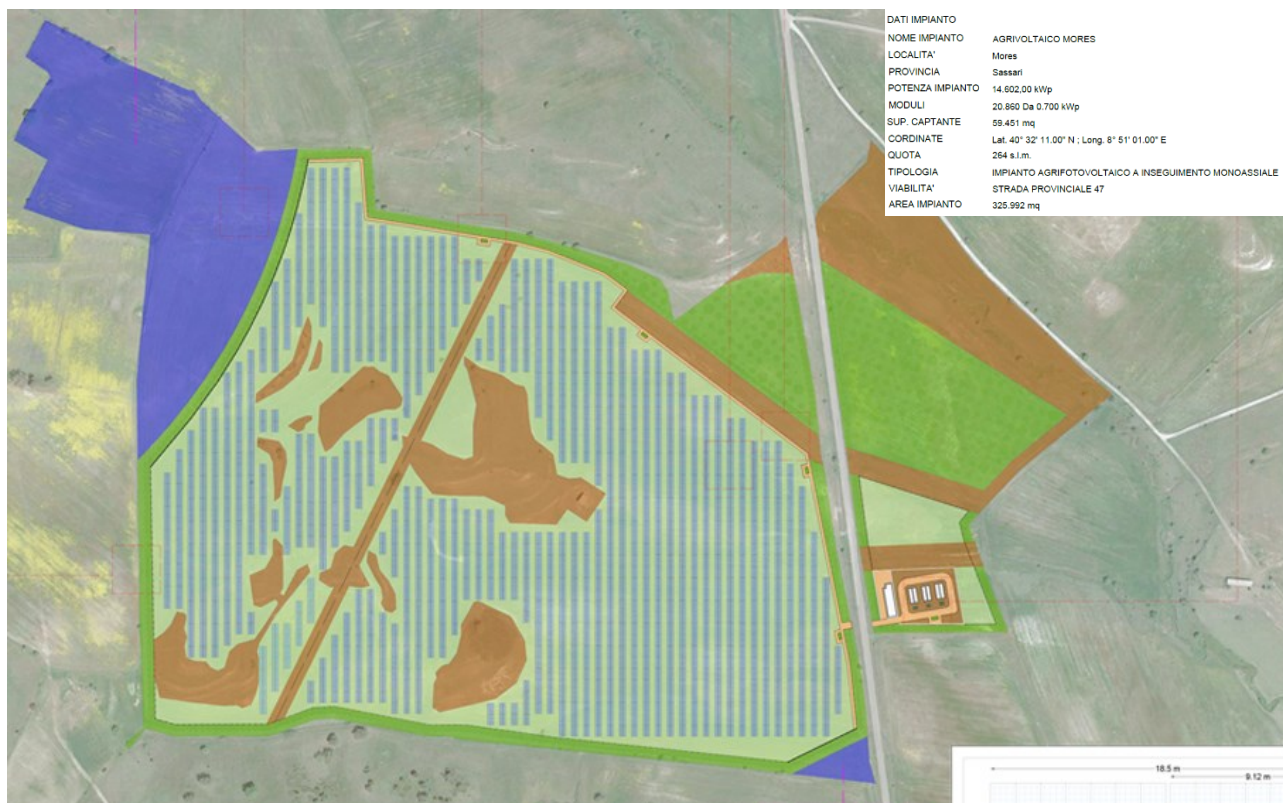 DATI IMPIANTO
NOME IMPIANTO AGRIVOLTAICO MORES
LOCALITA' Mores
PROVINCIA Sassari
POTENZA IMPIANTO 14.602,00 kWp
MODULI 20.860 Da 0.700 kWp
SUP. CAPTANTE 59.451 mq
CORDINATE Lat. 40° 32' 11.00" N ; Long. 8° 51' 01.00" E
QUOTA 264 s.l.m.
TIPOLOGIA IMPIANTO AGRIFOTOVOLTAICO A INSEGUIMENTO MONOASSIALE
VIABILITA' STRADA PROVINCIALE 47
AREA IMPIANTO 325.992 mq
18.5 m
9.12 m